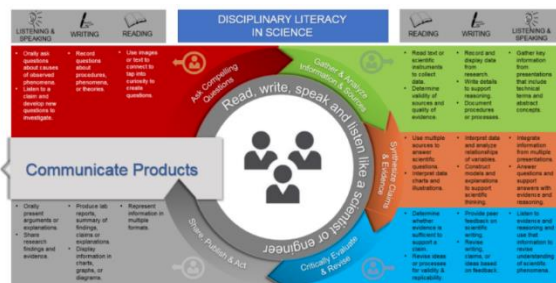 DISCIPLINARY LITERACY
IN SCIENCE
LISTENING &
SPEAKING
WRITING
READING
READING
WRITING
LISTENING &
SPEAKING
• Orally ask
questions
about causes
of observed
phenomena.
• Listen to a
claim and
develop new
questions to
investigate.
• Record
questions
about
procedures,
phenomena,
or theories.
• Use images
or text to
connect to
tap into
curiosity to
create
questions.
Ask Compelling
Questions
Gather & Analyze
Information & Sources
• Read text or
scientific
instruments
to collect
data.
• Determine
validity of
sources and
quality of
evidence.
• Record and
display data
from
research.
• Write details
to support
reasoning.
• Document
procedures
or processes.
• Gather key
information
from
presentations
that include
technical
terms and
abstract
concepts.
Read, write, speak and listen like a scientist or engineer
Synthesize Claims
& Evidence
• Use multiple
sources to
answer
scientific
questions.
• Interpret data
charts and
illustrations.
• Interpret data
and analyze
relationships
of variables.
• Construct
models and
explanations
to support
scientific
thinking.
• Integrate
information
from multiple
presentations.
• Answer
questions and
support
answers with
evidence and
reasoning.
Communicate Products
• Orally
present
arguments or
explanations.
• Share
research
findings and
evidence.
• Produce lab
reports,
summary of
findings,
claims or
explanations.
• Display
information in
charts,
graphs, or
diagrams.
• Represent
information in
multiple
formats.
Share, Publish & Act
Critically Evaluate
& Revise
• Determine
whether
evidence is
sufficient to
support a
claim.
• Revise ideas
or processes
for validity &
replicability.
• Provide peer
feedback on
scientific
writing.
• Revise
writing,
claims, or
ideas based
on feedback.
• Listen to
evidence and
reasoning and
use that
information to
revise
understanding
of scientific
phenomena.